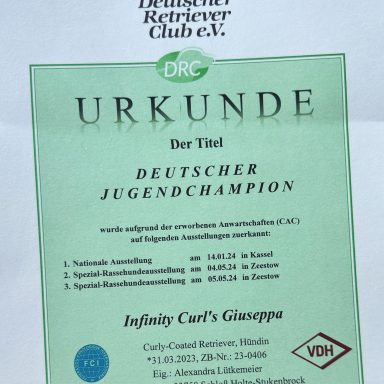 Deutscher
Retriever
Club e.V.
DRC
URKUNDE
Der Titel
DEUTSCHER
JUGENDCHAMPION
wurde aufgrund der erworbenen Anwartschaften (CAC)
auf folgenden Ausstellungen zuerkannt:
1. Nationale Ausstellung am 14.01.24 in Kassel
2. Spezial-Rassehundeausstellung am 04.05.24 in Zeestow
3. Spezial-Rassehundeausstellung am 05.05.24 in Zeestow
Infinity Curl's Giuseppa
Curly-Coated Retriever, Hündin
*31.03.2023, ZB-Nr.: 23-0406
Eig.: Alexandra Lütkemeier
Schloß Holte-Stukenbrock
FCI
VDH